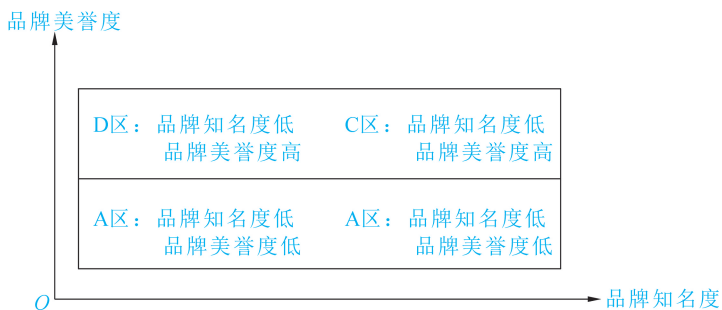 品牌美誉度
D区：品牌知名度低 C区：品牌知名度低
品牌美誉度高 品牌美誉度高
A区：品牌知名度低 A区：品牌知名度低
品牌美誉度低 品牌美誉度低
O 品牌知名度